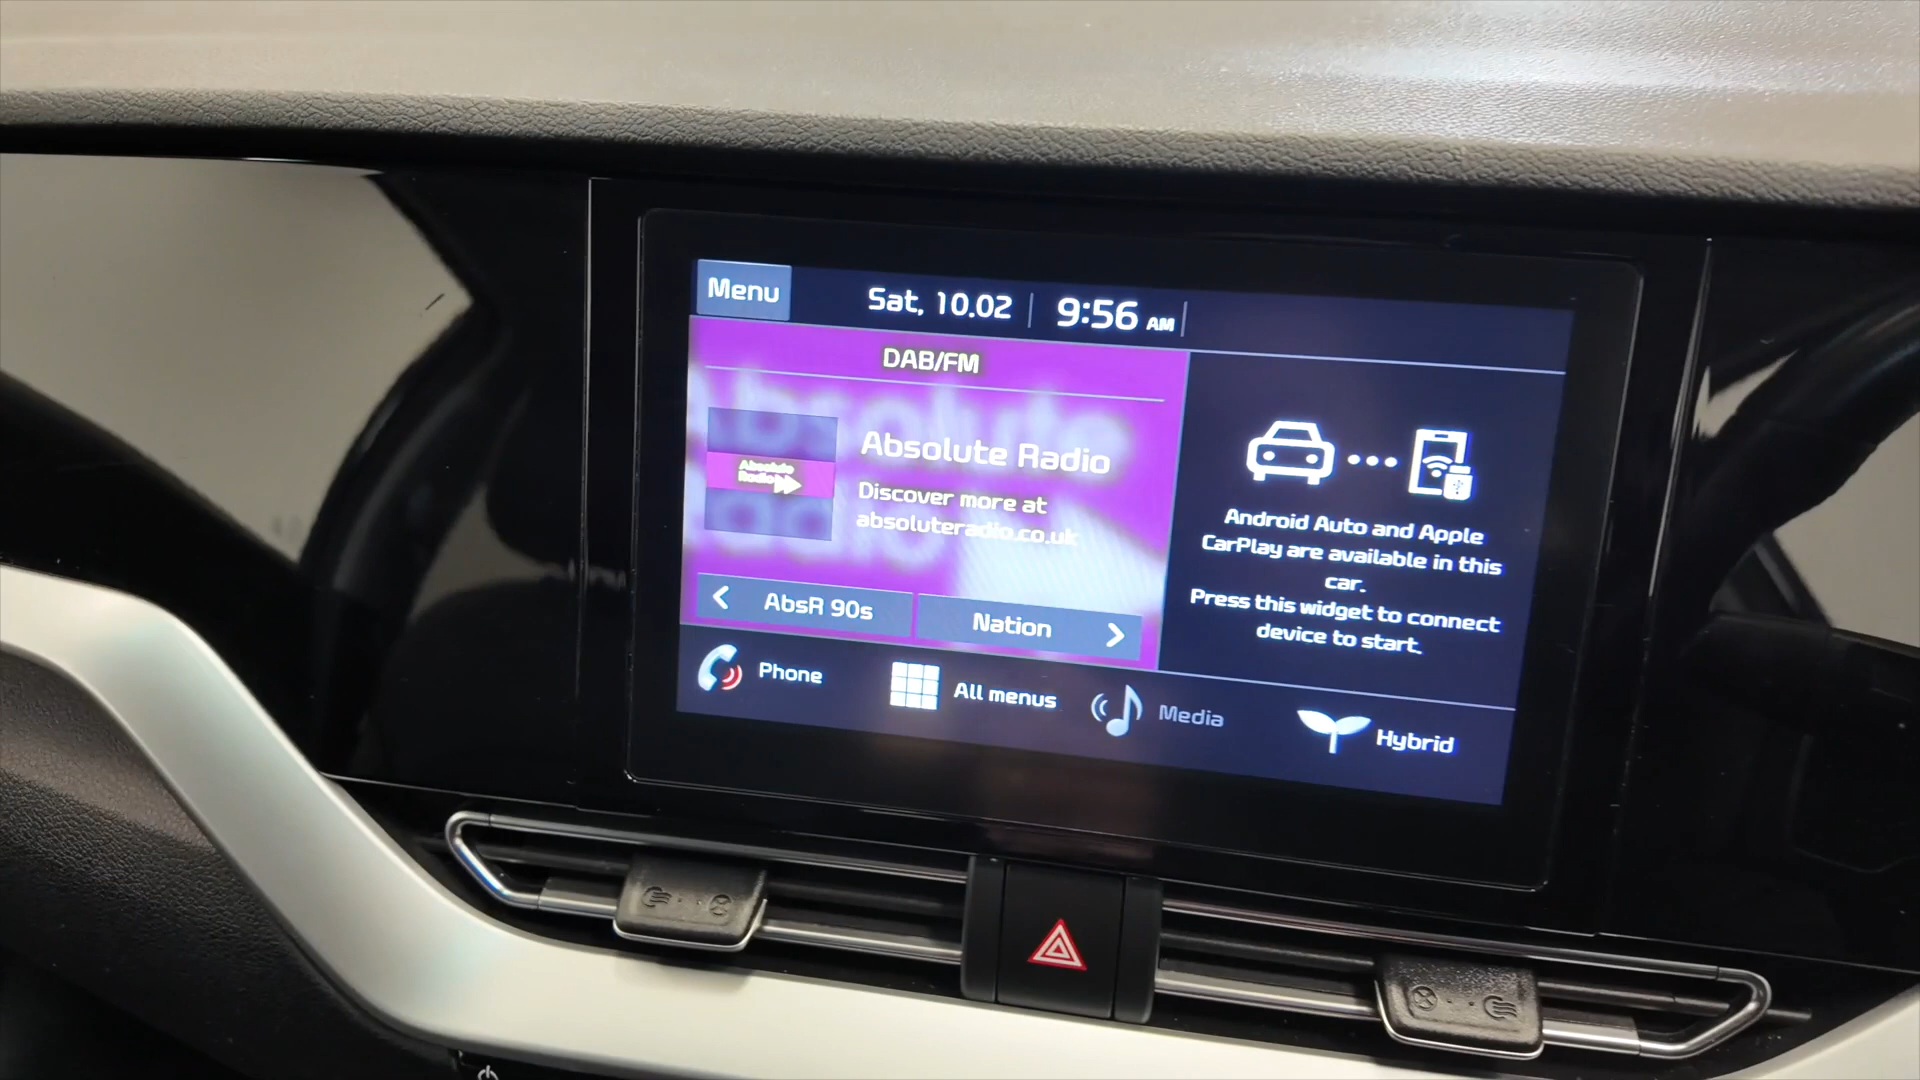 Menu
Sat, 10.02
9:56 AM
DAB/FM
Absolute Radio
Absolute
Radio
Discover more at
absoluteradio.co.uk
AbsR 90s
Nation
Android Auto and Apple
CarPlay are available in this
car.
Press this widget to connect
device to start.
Phone
All menus
Media
Hybrid